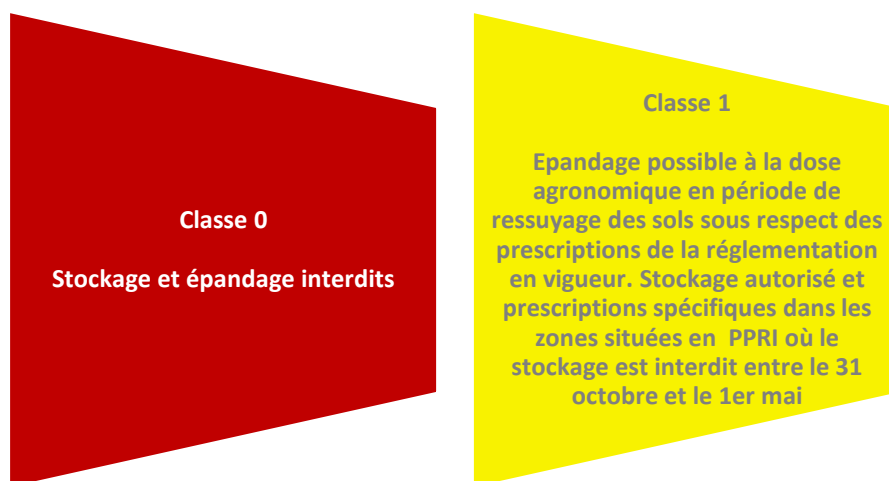 Classe 0
Stockage et épandage interdits
Classe 1
Epandage possible à la dose
agronomique en période de
ressuyage des sols sous respect des
prescriptions de la réglementation
en vigueur. Stockage autorisé et
prescriptions spécifiques dans les
zones situées en PPRI où le
stockage est interdit entre le 31
octobre et le 1er mai